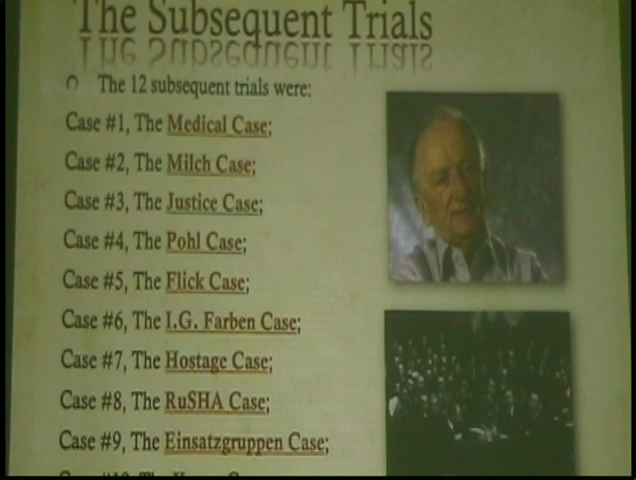 The Subsequent Trials
The 12 subsequent trials were:
Case #1, The Medical Case;
Case #2, The Milch Case;
Case #3, The Justice Case;
Case #4, The Pohl Case;
Case #5, The Flick Case;
Case #6, The I.G. Farben Case;
Case #7, The Hostage Case;
Case #8, The RuSHA Case;
Case #9, The Einsatzgruppen Case;